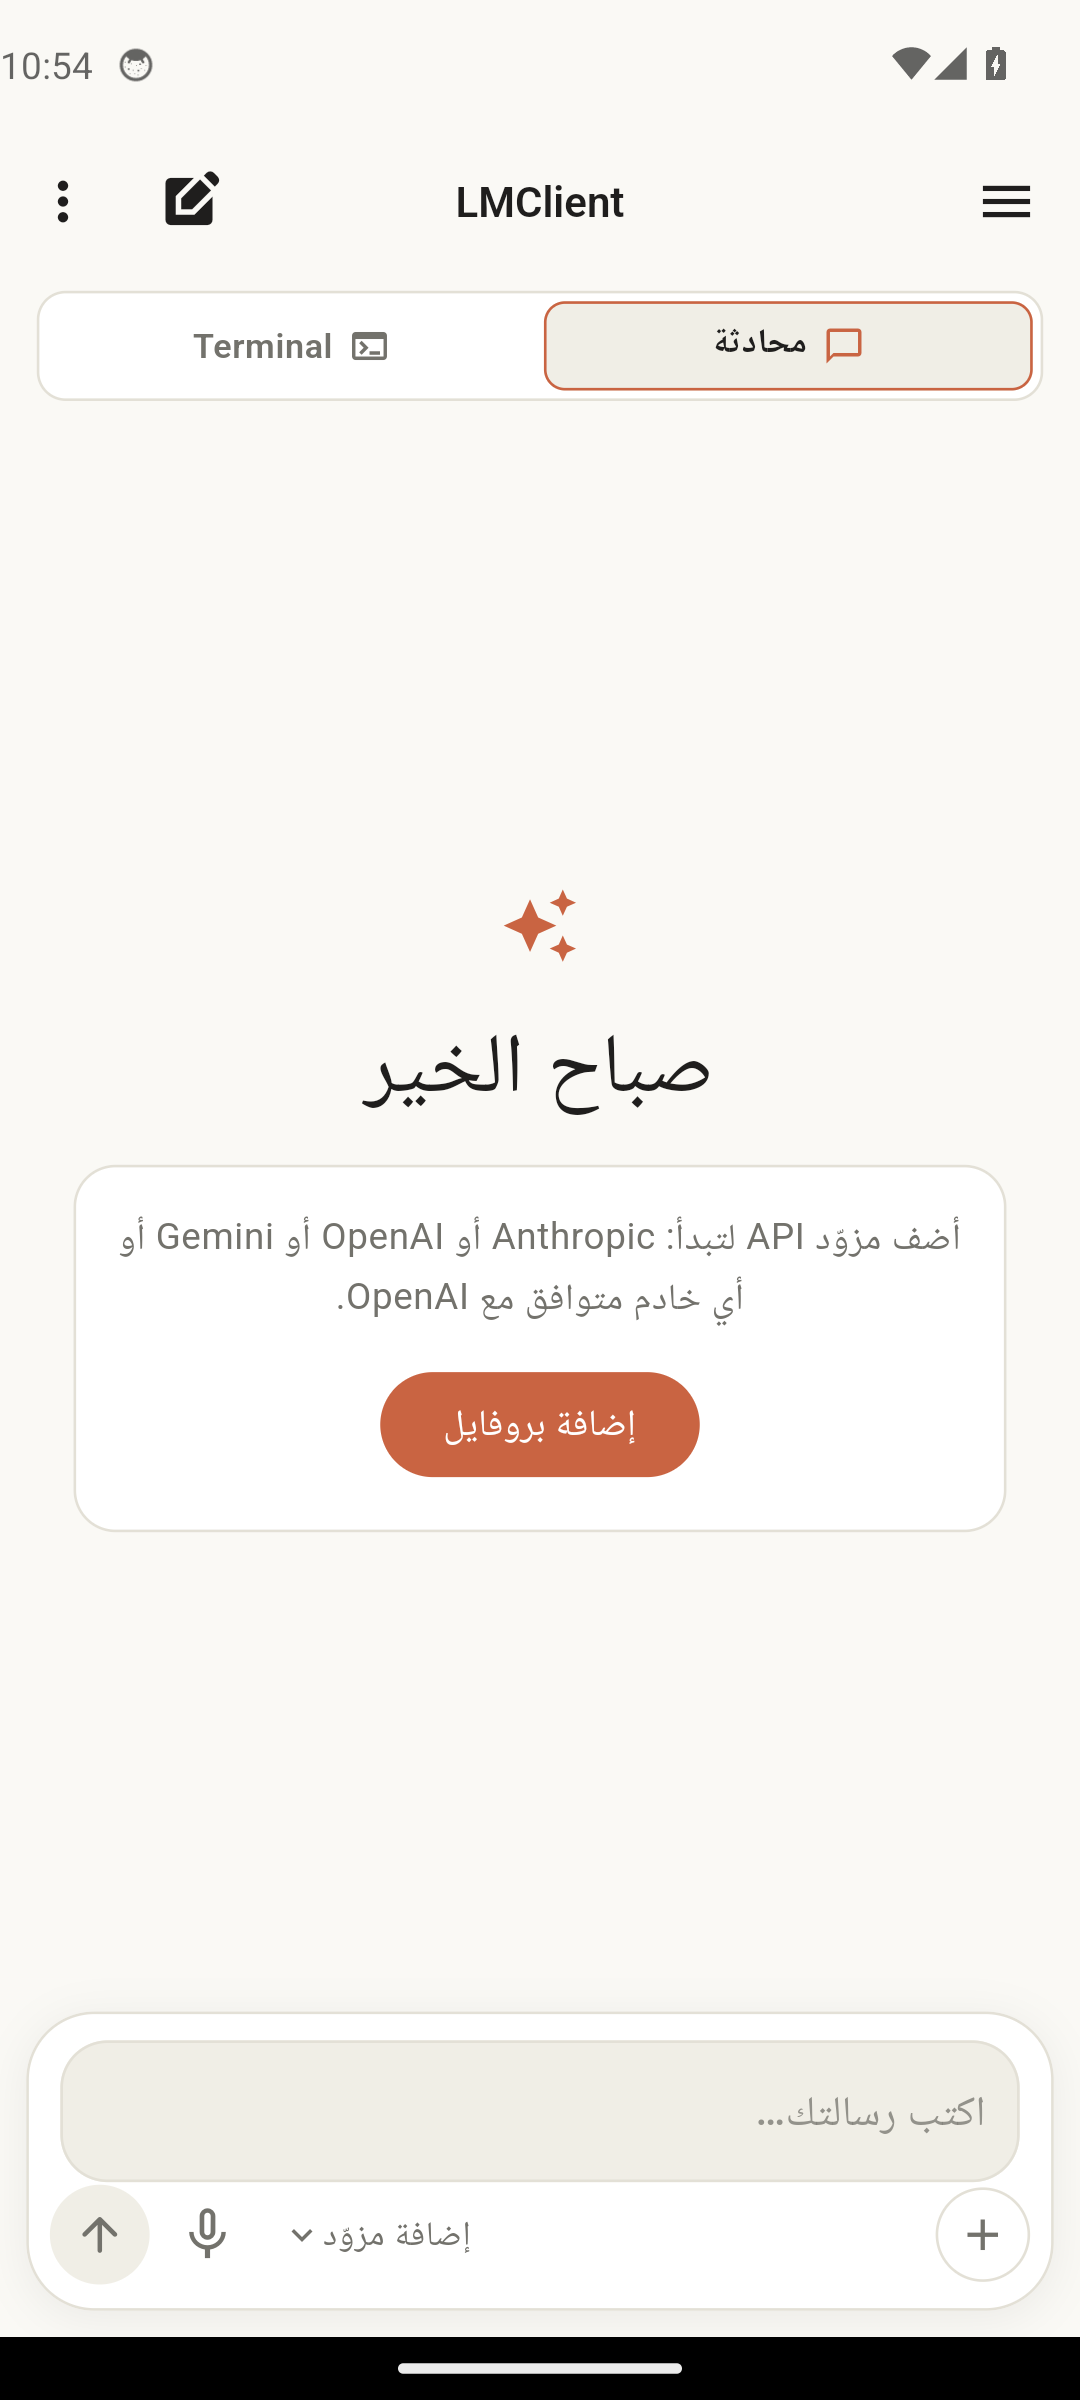 10:54
LMClient
محادثة
Terminal
صباح الخير
أضف مزوّد API لتبدأ: Anthropic أو OpenAI أو Gemini أو
أي خادم متوافق مع OpenAI.
إضافة بروفايل
اكتب رسالتك...
إضافة مزوّد